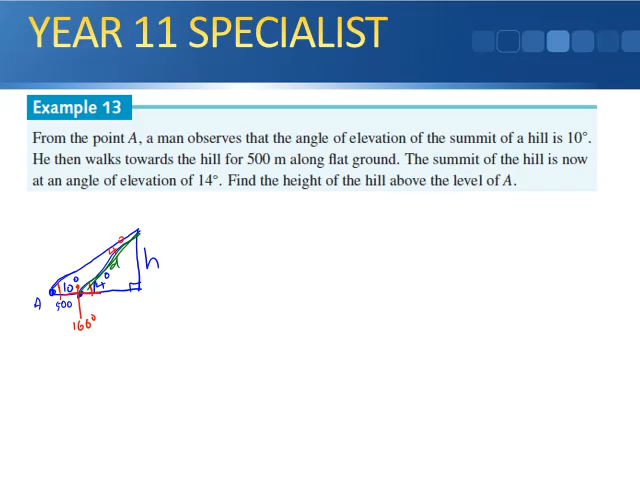 YEAR 11 SPECIALIST
Example 13
From the point A, a man observes that the angle of elevation of the summit of a hill is 10°.
He then walks towards the hill for 500 m along flat ground. The summit of the hill is now
at an angle of elevation of 14°. Find the height of the hill above the level of A.
4°
d
h
10°
14°
A
500
166°